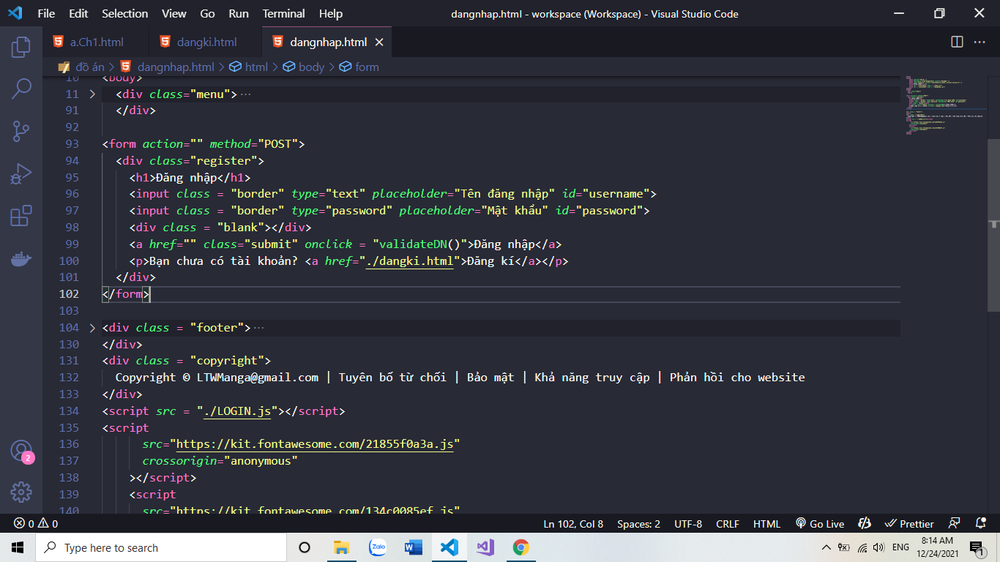 File Edit Selection View Go Run Terminal Help dangnhap.html - workspace (Workspace) - Visual Studio Code
a.Ch1.html dangki.html dangnhap.html
đồ án > dangnhap.html > html > body > form
10 <body>
11 <div class="menu">···
91 </div>
92
93 <form action="" method="POST">
94 <div class="register">
95 <h1>Đăng nhập</h1>
96 <input class = "border" type="text" placeholder="Tên đăng nhập" id="username">
97 <input class = "border" type="password" placeholder="Mật khẩu" id="password">
98 <div class = "blank"></div>
99 <a href="" class="submit" onclick = "validateDN()">Đăng nhập</a>
100 <p>Bạn chưa có tài khoản? <a href="./dangki.html">Đăng kí</a></p>
101 </div>
102 </form>
103
104 <div class = "footer">···
130 </div>
131 <div class = "copyright">
132 Copyright © LTWManga@gmail.com | Tuyên bố từ chối | Bảo mật | Khả năng truy cập | Phản hồi cho website
133 </div>
134 <script src = "./LOGIN.js"></script>
135 <script
136 src="https://kit.fontawesome.com/21855f0a3a.js"
137 crossorigin="anonymous"
138 ></script>
139 <script
140 src="https://kit.fontawesome.com/134c0085ef.js"
2
0 0 Ln 102, Col 8 Spaces: 2 UTF-8 CRLF HTML Go Live Prettier
Type here to search Zalo ENG 8:14 AM
12/24/2021 1